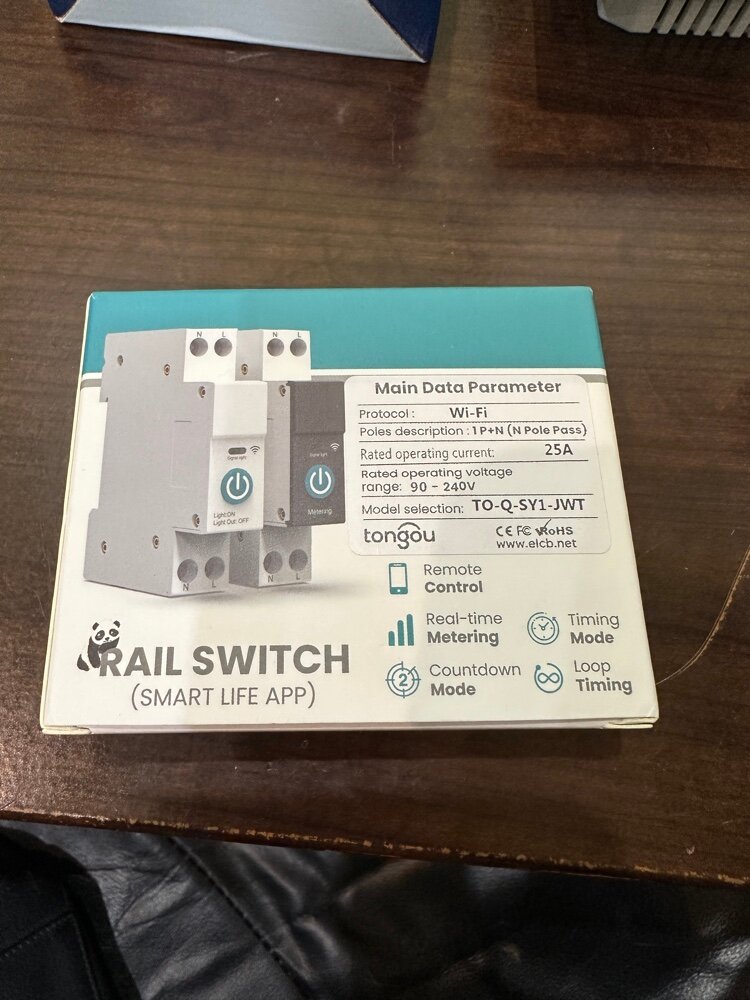 N L
N L
Signal light
Signal light
Light:ON
Light Out: OFF
Metering
N L
N L
Main Data Parameter
Protocol : Wi-Fi
Poles description : 1P+N (N Pole Pass)
Rated operating current: 25A
Rated operating voltage
range: 90 - 240V
Model selection: TO-Q-SY1-JWT
tongou
CE FC RoHS
www.elcb.net
Remote
Control
Real-time
Metering
Timing
Mode
2
Countdown
Mode
Loop
Timing
RAIL SWITCH
(SMART LIFE APP)